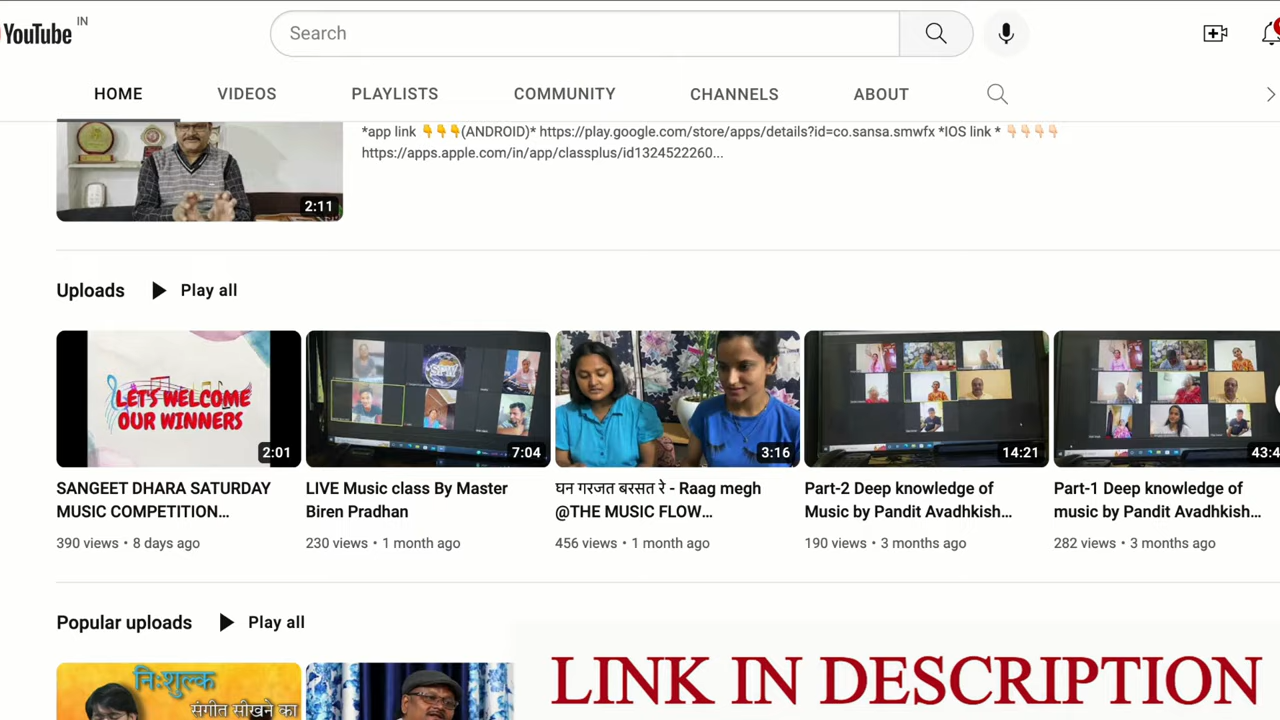 YouTube IN
Search
HOME VIDEOS PLAYLISTS COMMUNITY CHANNELS ABOUT
*app link 👇👇👇(ANDROID)* https://play.google.com/store/apps/details?id=co.sansa.smwfx *IOS link * 👇🏻👇🏻👇🏻👇🏻
https://apps.apple.com/in/app/classplus/id1324522260...
2:11
Uploads Play all
LETS WELCOME
OUR WINNERS
2:01 7:04 3:16 14:21 43:4
SANGEET DHARA SATURDAY
MUSIC COMPETITION...
390 views • 8 days ago
LIVE Music class By Master
Biren Pradhan
230 views • 1 month ago
घन गरजत बरसत रे - Raag megh
@THE MUSIC FLOW...
456 views • 1 month ago
Part-2 Deep knowledge of
Music by Pandit Avadhkish...
190 views • 3 months ago
Part-1 Deep knowledge of
music by Pandit Avadhkish...
282 views • 3 months ago
Popular uploads Play all
निःशुल्क
संगीत सीखने का
LINK IN DESCRIPTION